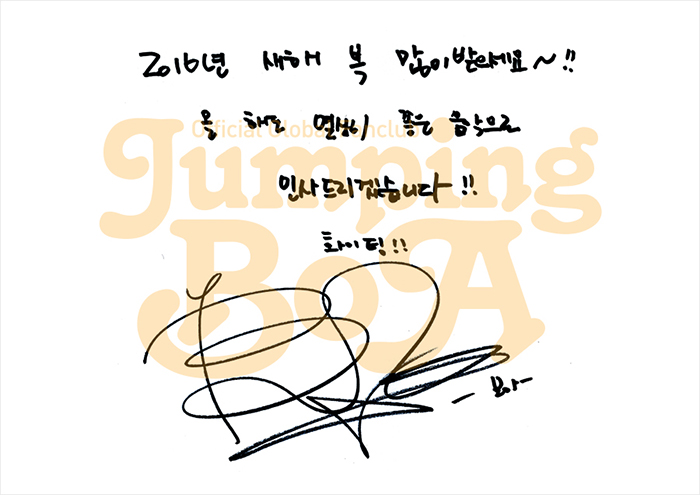 2016년 새해 복 많이 받으세요~!!
올 해도 열심히 좋은 음악으로
인사드리겠습니다!!
화이팅!!
- 보아 -
Official Global Fanclub
Jumping
BoA